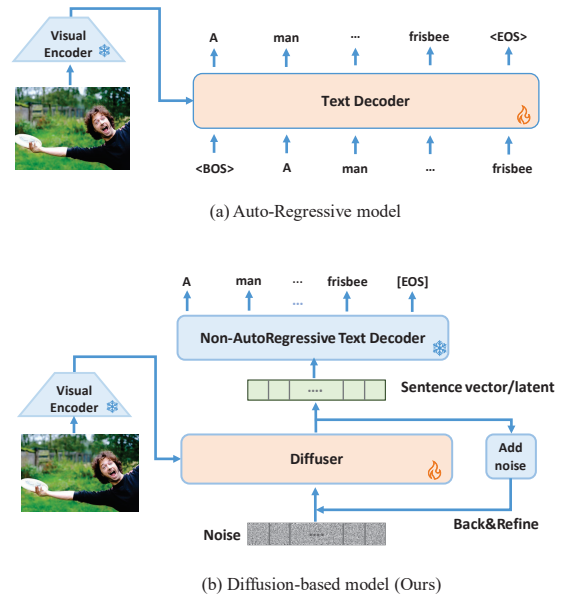 A man ... frisbee <EOS>
Visual
Encoder
Text Decoder
<BOS> A man ... frisbee
(a) Auto-Regressive model
A man ... frisbee [EOS]
...
Non-AutoRegressive Text Decoder
.... Sentence vector/latent
Visual
Encoder
Diffuser
Add
noise
Back&Refine
Noise ....
(b) Diffusion-based model (Ours)